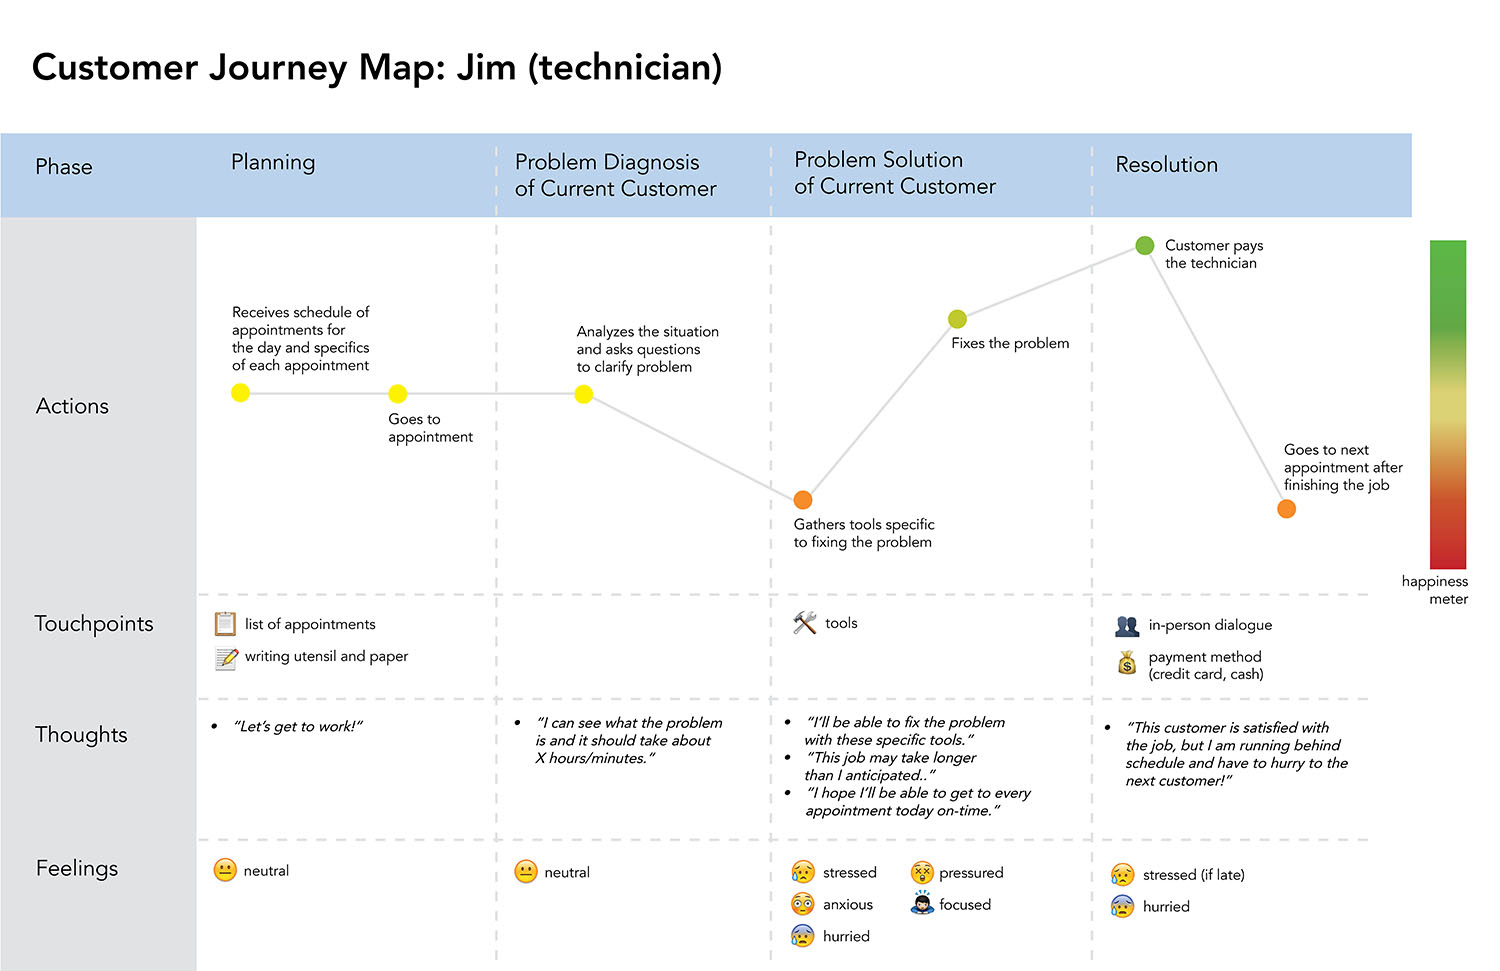 Customer Journey Map: Jim (technician)
Phase
Planning
Problem Diagnosis
of Current Customer
Problem Solution
of Current Customer
Resolution
Actions
Receives schedule of
appointments for
the day and specifics
of each appointment
Goes to
appointment
Analyzes the situation
and asks questions
to clarify problem
Gathers tools specific
to fixing the problem
Fixes the problem
Customer pays
the technician
Goes to next
appointment after
finishing the job
happiness
meter
Touchpoints
list of appointments
writing utensil and paper
tools
in-person dialogue
payment method
(credit card, cash)
Thoughts
• “Let’s get to work!”
• “I can see what the problem
is and it should take about
X hours/minutes.”
• “I’ll be able to fix the problem
with these specific tools.”
• “This job may take longer
than I anticipated..”
• “I hope I’ll be able to get to every
appointment today on-time.”
• “This customer is satisfied with
the job, but I am running behind
schedule and have to hurry to the
next customer!”
Feelings
neutral
neutral
stressed
anxious
hurried
pressured
focused
stressed (if late)
hurried